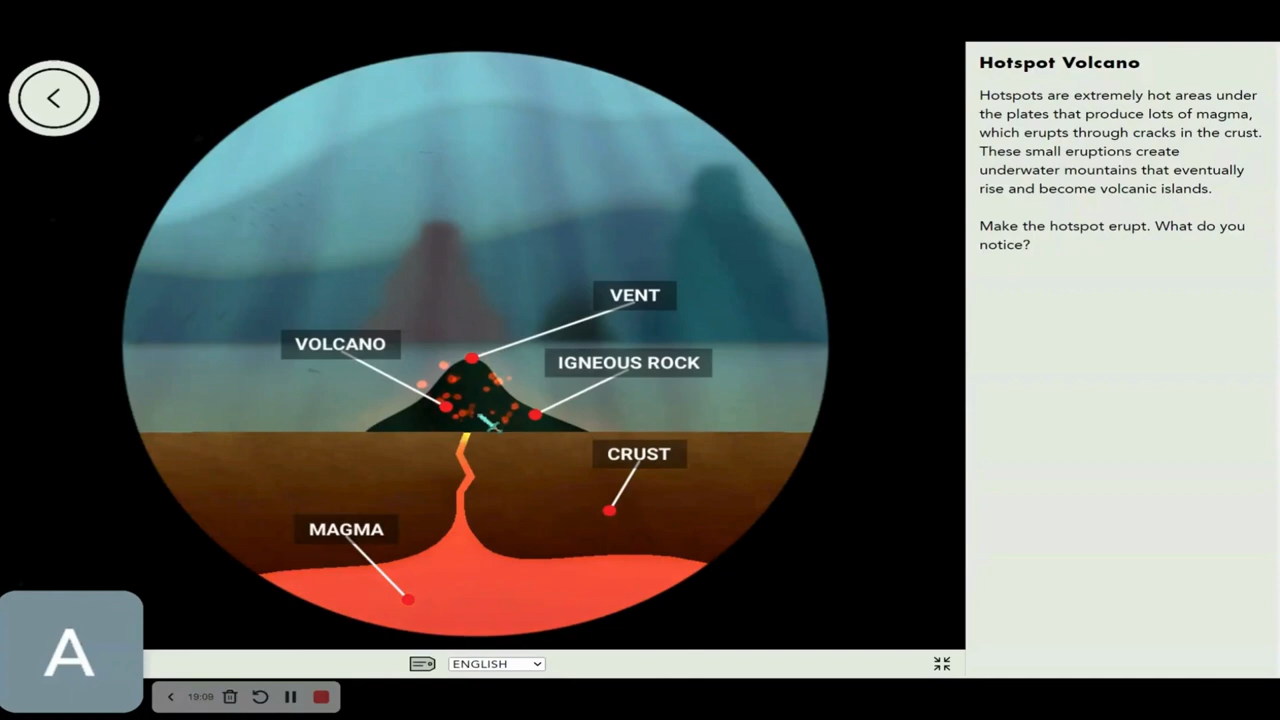 Hotspot Volcano
Hotspots are extremely hot areas under
the plates that produce lots of magma,
which erupts through cracks in the crust.
These small eruptions create
underwater mountains that eventually
rise and become volcanic islands.
Make the hotspot erupt. What do you
notice?
VENT
VOLCANO
IGNEOUS ROCK
CRUST
MAGMA
A
ENGLISH
19:09